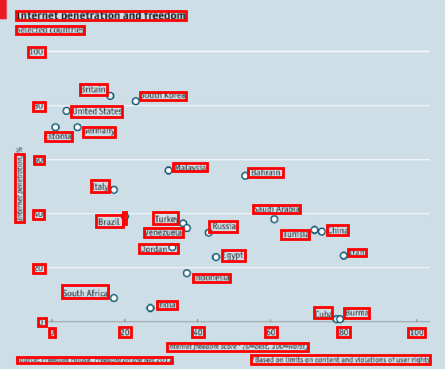 Internet penetration and freedom
Selected countries
100
Britain
South Korea
80
United States
Estonia
Germany
Internet penetration, %
60
Malaysia
Bahrain
Italy
40
Brazil
Turkey
Venezuela
Russia
Saudi Arabia
Tunisia
China
Jordan
Egypt
Iran
20
Indonesia
South Africa
India
Cuba
Burma
0
0
20
40
60
80
100
Internet freedom score* (0=best, 100=worst)
Source: Freedom House, Freedom on the Net
*Based on limits on content and violations of user rights